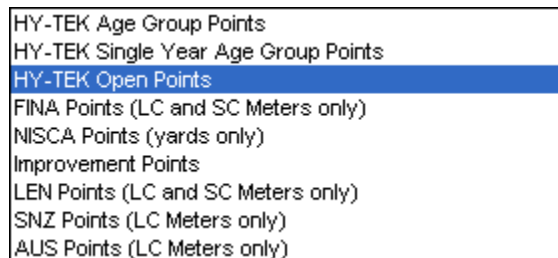 HY-TEK Age Group Points
HY-TEK Single Year Age Group Points
HY-TEK Open Points
FINA Points (LC and SC Meters only)
NISCA Points (yards only)
Improvement Points
LEN Points (LC and SC Meters only)
SNZ Points (LC Meters only)
AUS Points (LC Meters only)